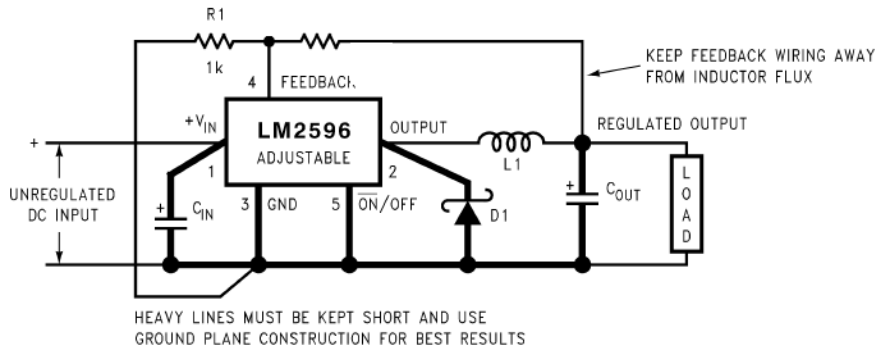 R1
1k
4 FEEDBACK
KEEP FEEDBACK WIRING AWAY
FROM INDUCTOR FLUX
+VIN
LM2596
ADJUSTABLE
OUTPUT
REGULATED OUTPUT
+
1
2
L1
UNREGULATED
DC INPUT
+
CIN
3 GND
5 ON/OFF
D1
+
COUT
LOAD
HEAVY LINES MUST BE KEPT SHORT AND USE
GROUND PLANE CONSTRUCTION FOR BEST RESULTS